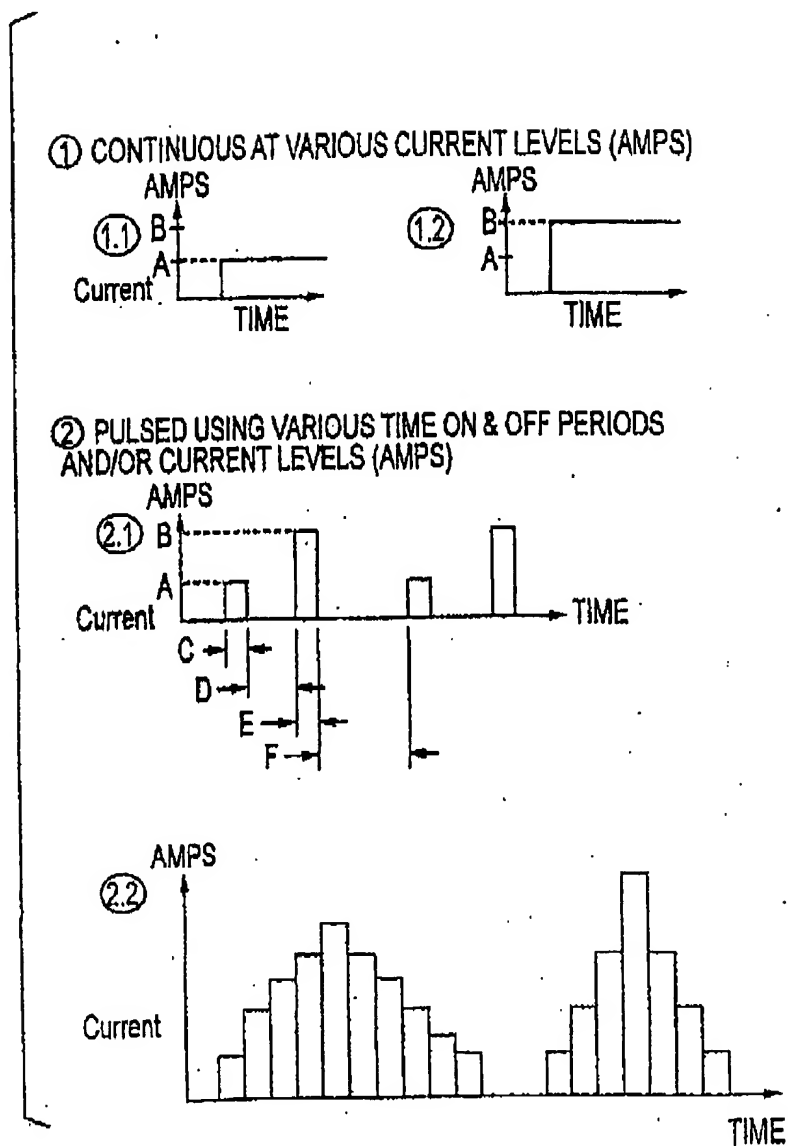 ① CONTINUOUS AT VARIOUS CURRENT LEVELS (AMPS)
AMPS
1.1
B
A
Current
TIME
AMPS
1.2
B
A
TIME
② PULSED USING VARIOUS TIME ON & OFF PERIODS
AND/OR CURRENT LEVELS (AMPS)
AMPS
2.1
B
A
Current
TIME
C
D
E
F
AMPS
2.2
Current
TIME